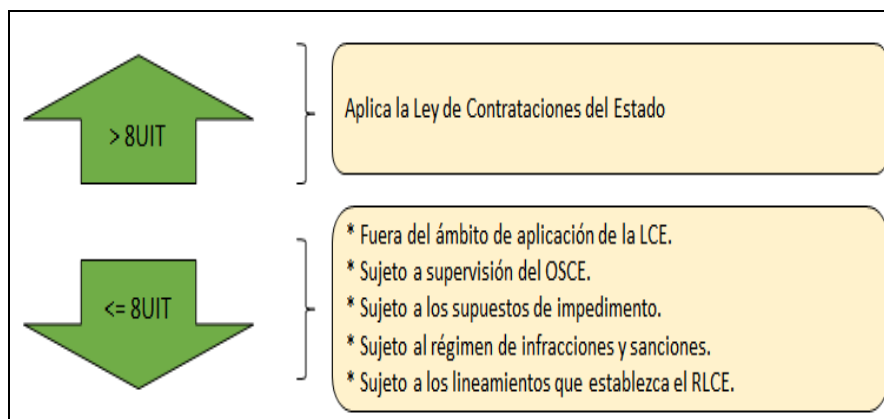 > 8UIT
Aplica la Ley de Contrataciones del Estado
<= 8UIT
* Fuera del ámbito de aplicación de la LCE.
* Sujeto a supervisión del OSCE.
* Sujeto a los supuestos de impedimento.
* Sujeto al régimen de infracciones y sanciones.
* Sujeto a los lineamientos que establezca el RLCE.